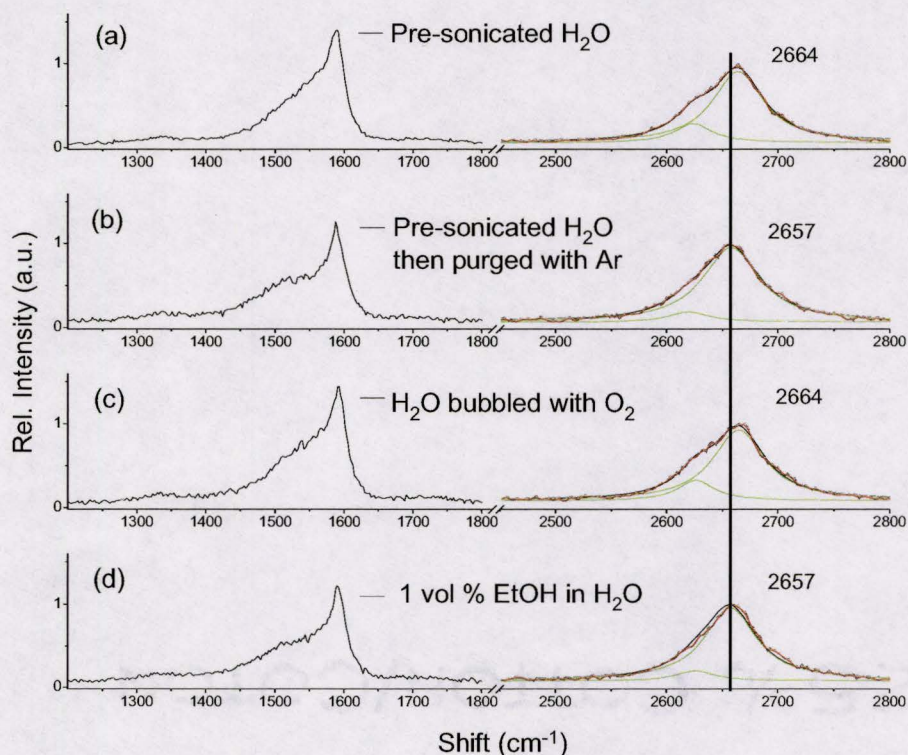 (a)
Pre-sonicated H₂O
2664
1
0
1300 1400 1500 1600 1700 1800 2500 2600 2700 2800
(b)
Pre-sonicated H₂O
then purged with Ar
2657
1
0
1300 1400 1500 1600 1700 1800 2500 2600 2700 2800
Rel. Intensity (a.u.)
(c)
H₂O bubbled with O₂
2664
1
0
1300 1400 1500 1600 1700 1800 2500 2600 2700 2800
(d)
1 vol % EtOH in H₂O
2657
1
0
1300 1400 1500 1600 1700 1800 2500 2600 2700 2800
Shift (cm⁻¹)